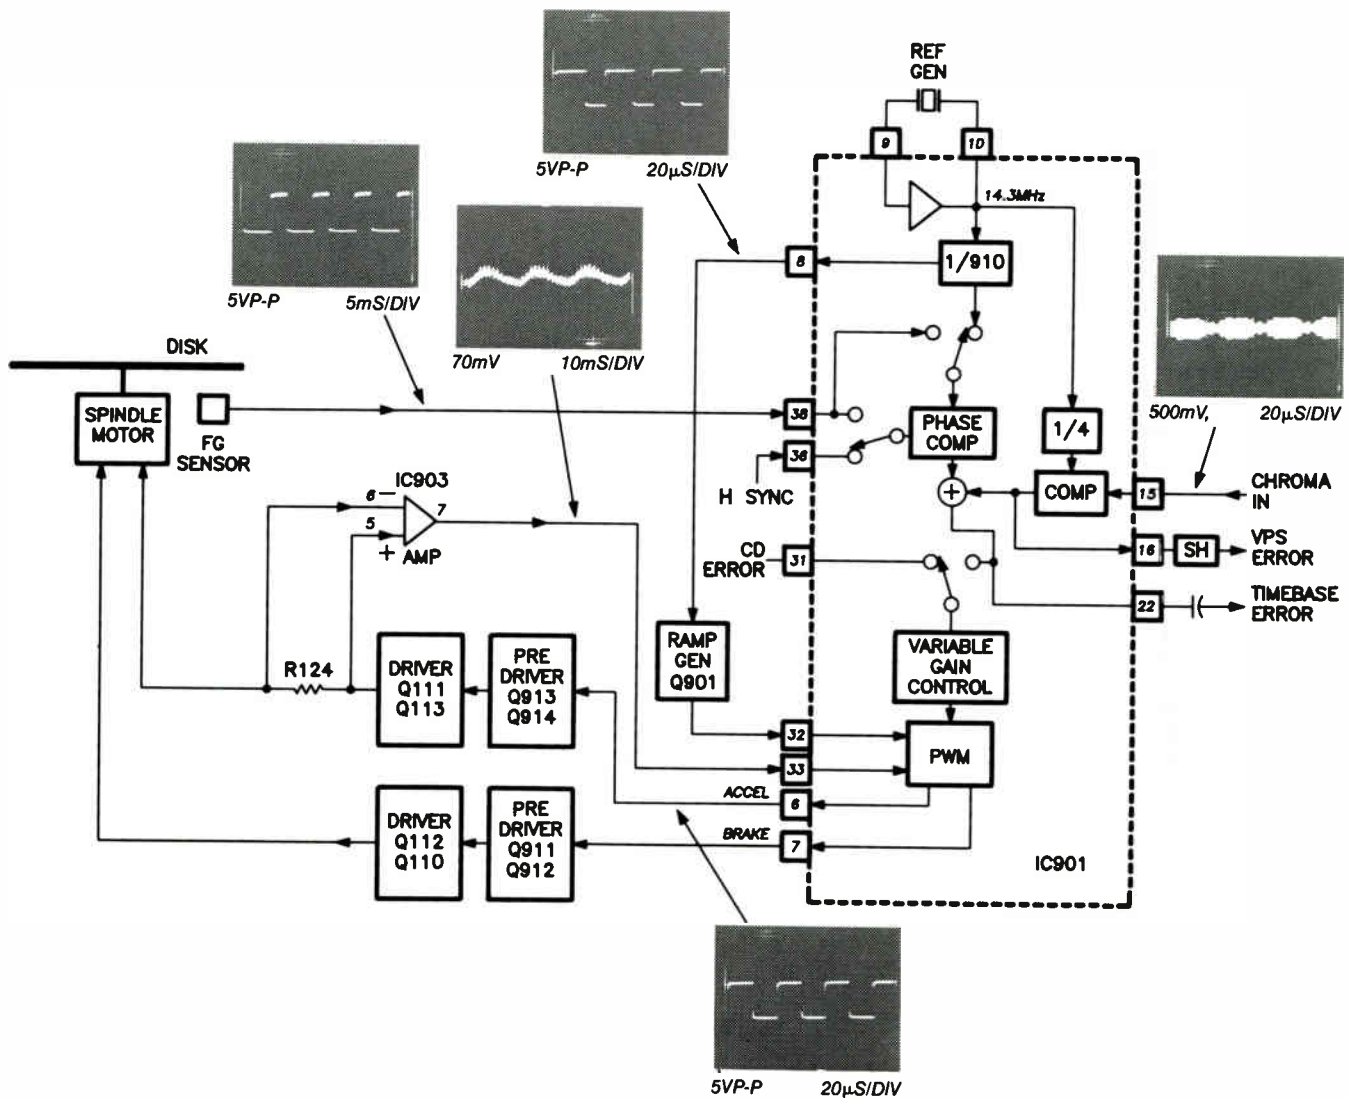 REF
GEN
5VP-P 20µS/DIV
9 10
14.3MHz
5VP-P 5mS/DIV
8
1/910
70mV 10mS/DIV
DISK
SPINDLE
MOTOR
FG
SENSOR
38
PHASE
COMP
1/4
500mV, 20µS/DIV
36
H SYNC
IC903
6 −
7
5
+ AMP
+
COMP
15
CHROMA
IN
16
SH
VPS
ERROR
CD
ERROR
31
22
TIMEBASE
ERROR
RAMP
GEN
Q901
VARIABLE
GAIN
CONTROL
R124
DRIVER
Q111
Q113
PRE
DRIVER
Q913
Q914
32
33
PWM
ACCEL
6
BRAKE
7
DRIVER
Q112
Q110
PRE
DRIVER
Q911
Q912
IC901
5VP-P 20µS/DIV